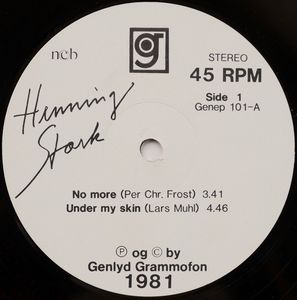 ncb
g
STEREO
45 RPM
Side 1
Genep 101-A
Henning
Stærk
No more (Per Chr. Frost) 3.41
Under my skin (Lars Muhl) 4.46
Ⓟ og © by
Genlyd Grammofon
1981